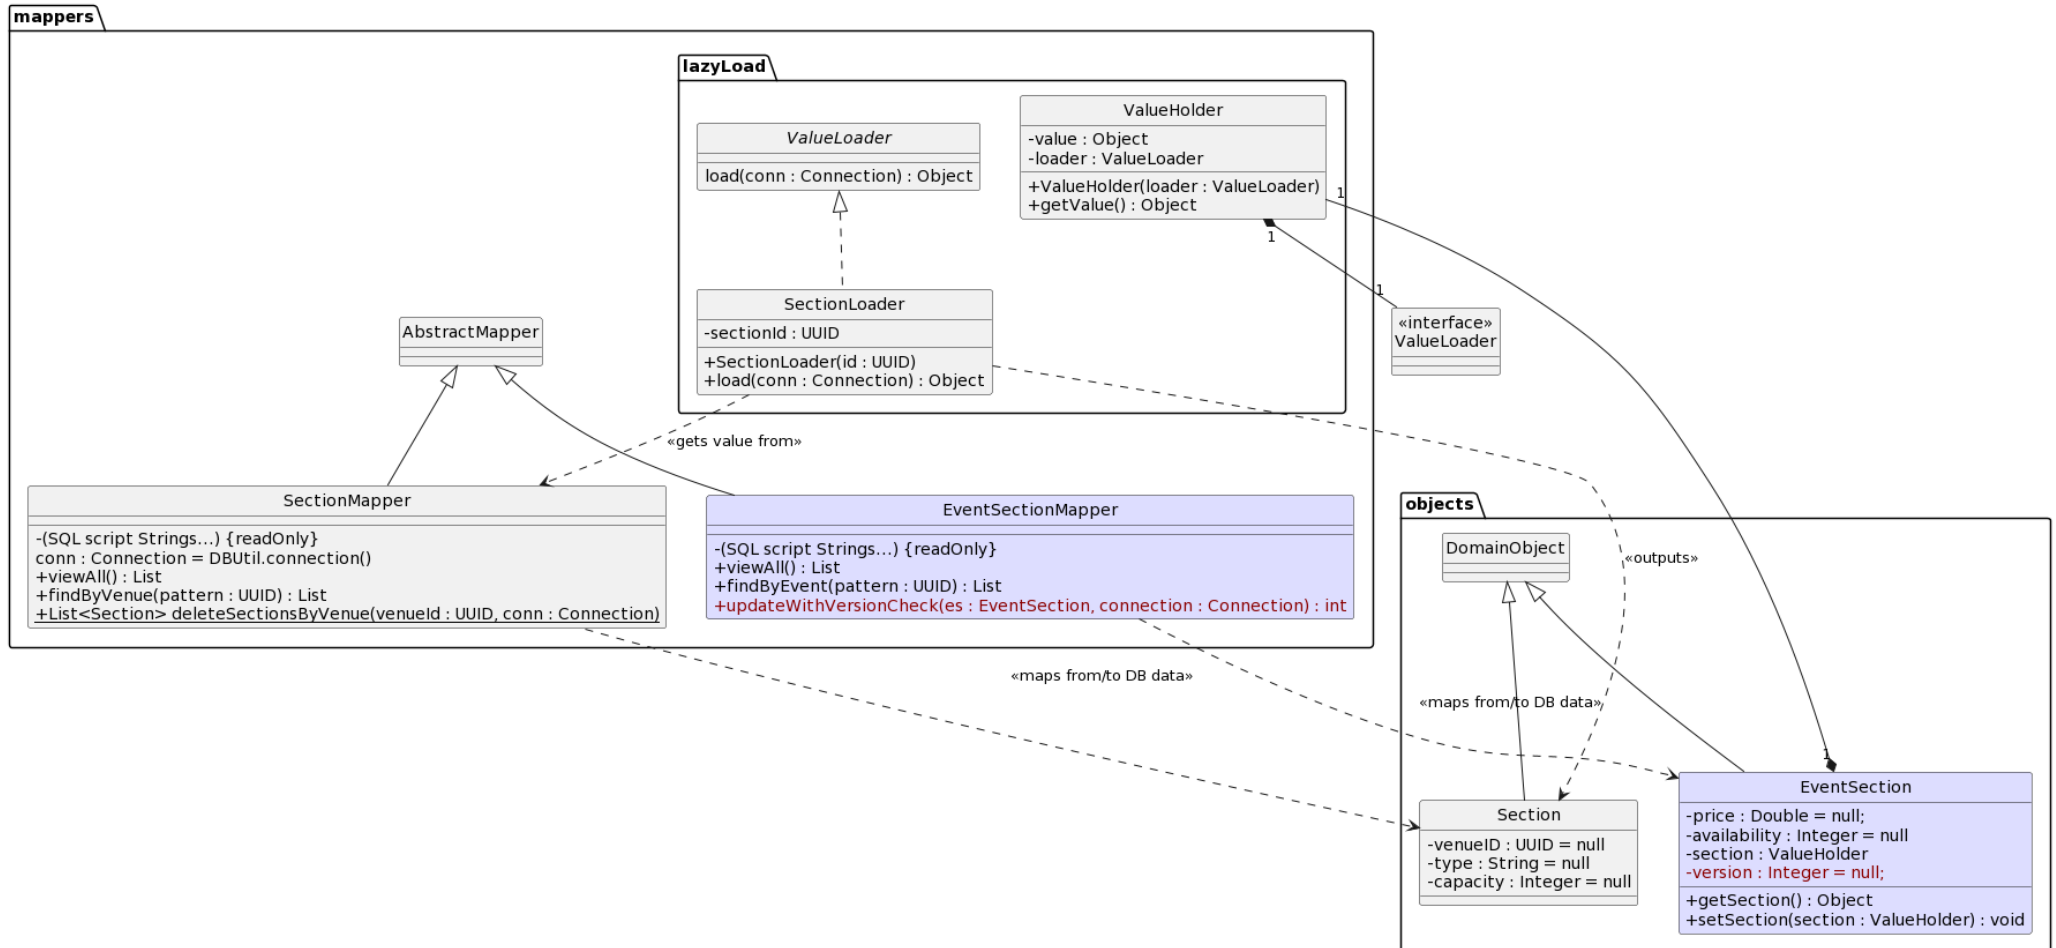 mappers
lazyLoad
ValueLoader
load(conn : Connection) : Object
ValueHolder
-value : Object
-loader : ValueLoader
+ValueHolder(loader : ValueLoader)
+getValue() : Object
1
1
1
SectionLoader
-sectionId : UUID
+SectionLoader(id : UUID)
+load(conn : Connection) : Object
«interface»
ValueLoader
AbstractMapper
«gets value from»
SectionMapper
-(SQL script Strings...) {readOnly}
conn : Connection = DBUtil.connection()
+viewAll() : List
+findByVenue(pattern : UUID) : List
+List<Section> deleteSectionsByVenue(venueId : UUID, conn : Connection)
EventSectionMapper
-(SQL script Strings...) {readOnly}
+viewAll() : List
+findByEvent(pattern : UUID) : List
+updateWithVersionCheck(es : EventSection, connection : Connection) : int
objects
DomainObject
«outputs»
«maps from/to DB data»
«maps from/to DB data»
1
Section
-venueID : UUID = null
-type : String = null
-capacity : Integer = null
EventSection
-price : Double = null;
-availability : Integer = null
-section : ValueHolder
-version : Integer = null;
+getSection() : Object
+setSection(section : ValueHolder) : void